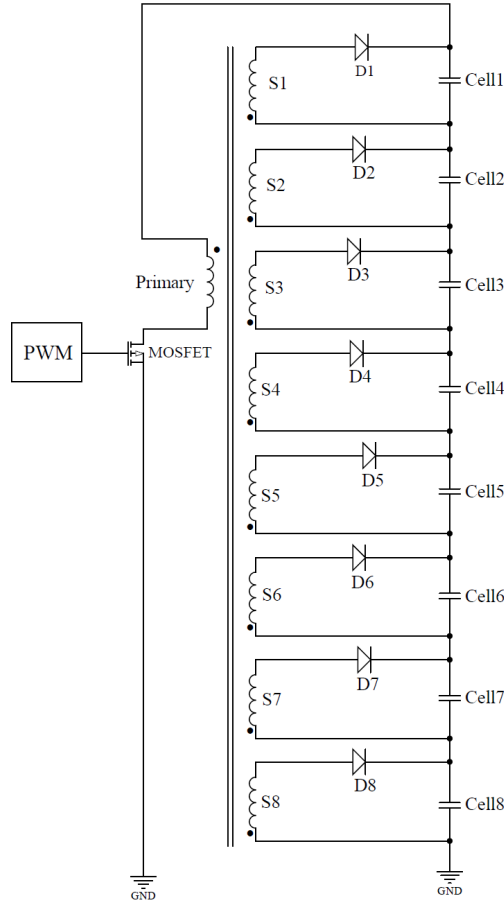 S1
D1
Cell1
S2
D2
Cell2
Primary
S3
D3
Cell3
PWM
MOSFET
S4
D4
Cell4
S5
D5
Cell5
S6
D6
Cell6
S7
D7
Cell7
S8
D8
Cell8
GND
GND